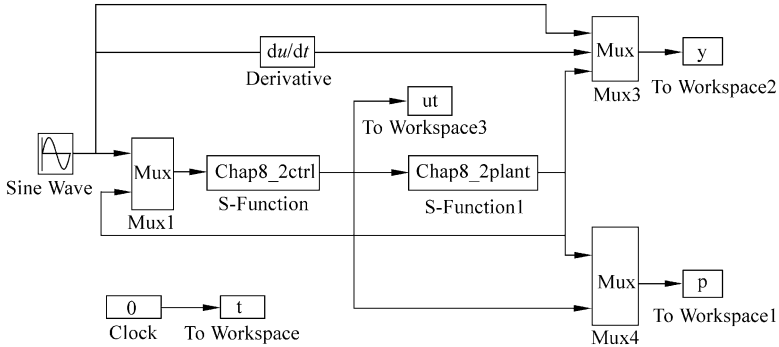 Mux
y
du/dt
Derivative
To Workspace2
Mux3
ut
To Workspace3
Mux
Chap8_2ctrl
Chap8_2plant
Sine Wave
S-Function
S-Function1
Mux1
Mux
p
0
t
To Workspace1
Clock
To Workspace
Mux4